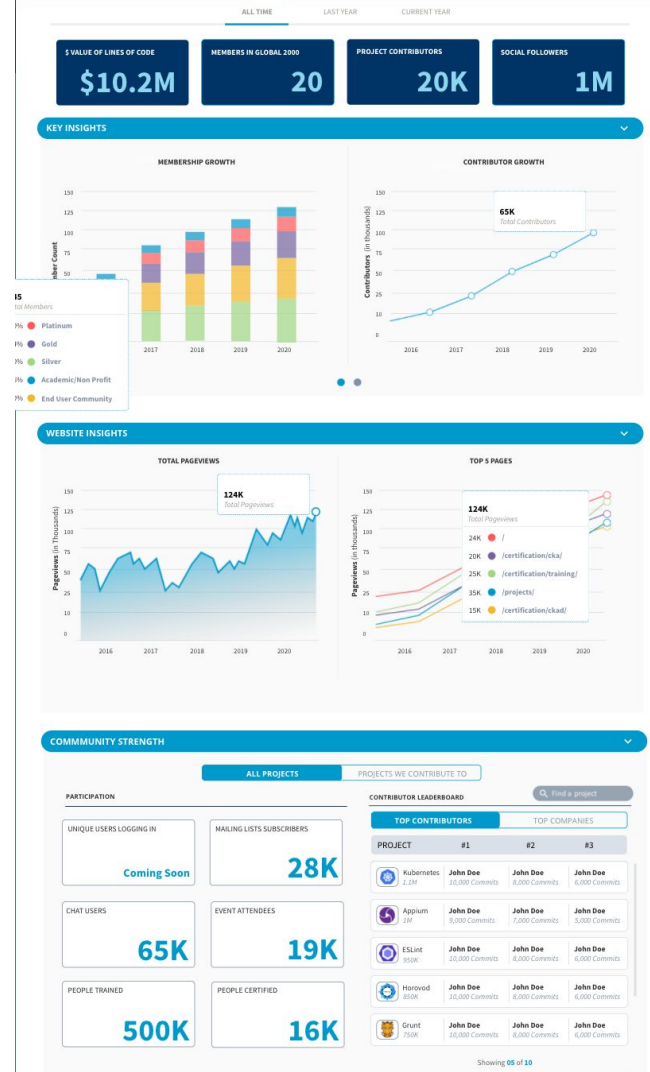 ALL TIME LAST YEAR CURRENT YEAR
$ VALUE OF LINES OF CODE
$10.2M
MEMBERS IN GLOBAL 2000
20
PROJECT CONTRIBUTORS
20K
SOCIAL FOLLOWERS
1M
KEY INSIGHTS
MEMBERSHIP GROWTH
150
125
100
75
50
mber Count
45
tal Members
Platinum
Gold
Silver
Academic/Non Profit
End User Community
2017 2018 2019 2020
CONTRIBUTOR GROWTH
Contributors (in thousands)
150
125
100
75
50
25
10
0
65K
Total Contributors
2016 2017 2018 2019 2020
WEBSITE INSIGHTS
TOTAL PAGEVIEWS
Pageviews (in Thousands)
150
125
100
75
50
25
10
0
124K
Total Pageviews
2016 2017 2018 2019 2020
TOP 5 PAGES
Pageviews (in thousands)
150
125
100
75
50
25
10
0
124K
Total Pageviews
24K /
20K /certification/cka/
25K /certification/training/
35K /projects/
15K /certification/ckad/
2016 2017 2018 2019 2020
COMMMUNITY STRENGTH
ALL PROJECTS PROJECTS WE CONTRIBUTE TO
PARTICIPATION
UNIQUE USERS LOGGING IN
Coming Soon
MAILING LISTS SUBSCRIBERS
28K
CHAT USERS
65K
EVENT ATTENDEES
19K
PEOPLE TRAINED
500K
PEOPLE CERTIFIED
16K
CONTRIBUTOR LEADERBOARD
Find a project
TOP CONTRIBUTORS TOP COMPANIES
PROJECT #1 #2 #3
Kubernetes John Doe John Doe John Doe
1.1M 10,000 Commits 8,000 Commits 6,000 Commits
Appium John Doe John Doe John Doe
1M 9,000 Commits 7,000 Commits 5,000 Commits
ESLint John Doe John Doe John Doe
950K 10,000 Commits 8,000 Commits 6,000 Commits
Horovod John Doe John Doe John Doe
850K 10,000 Commits 8,000 Commits 6,000 Commits
Grunt John Doe John Doe John Doe
750K 10,000 Commits 8,000 Commits 6,000 Commits
Showing 05 of 10